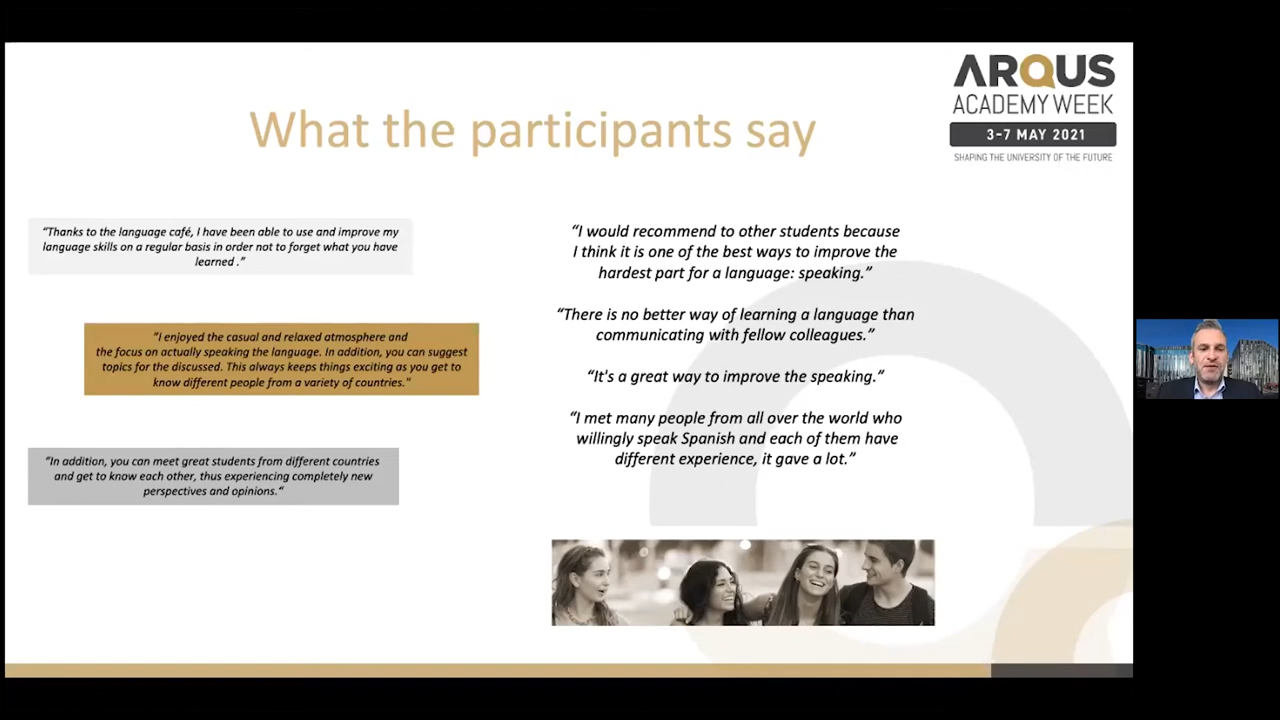 ARQUS
ACADEMY WEEK
3-7 MAY 2021
SHAPING THE UNIVERSITY OF THE FUTURE
What the participants say
“Thanks to the language café, I have been able to use and improve my
language skills on a regular basis in order not to forget what you have
learned .”
"I enjoyed the casual and relaxed atmosphere and
the focus on actually speaking the language. In addition, you can suggest
topics for the discussed. This always keeps things exciting as you get to
know different people from a variety of countries."
“In addition, you can meet great students from different countries
and get to know each other, thus experiencing completely new
perspectives and opinions.“
“I would recommend to other students because
I think it is one of the best ways to improve the
hardest part for a language: speaking.”
“There is no better way of learning a language than
communicating with fellow colleagues.”
“It's a great way to improve the speaking.”
“I met many people from all over the world who
willingly speak Spanish and each of them have
different experience, it gave a lot.”